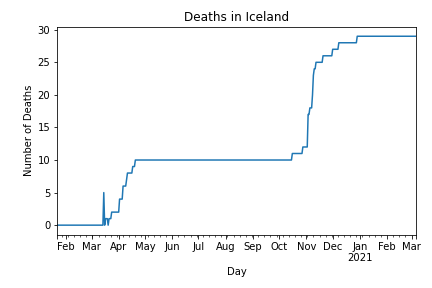 Deaths in Iceland
30
25
20
15
10
5
0
Number of Deaths
Feb Mar Apr May Jun Jul Aug Sep Oct Nov Dec Jan Feb Mar
2021
Day